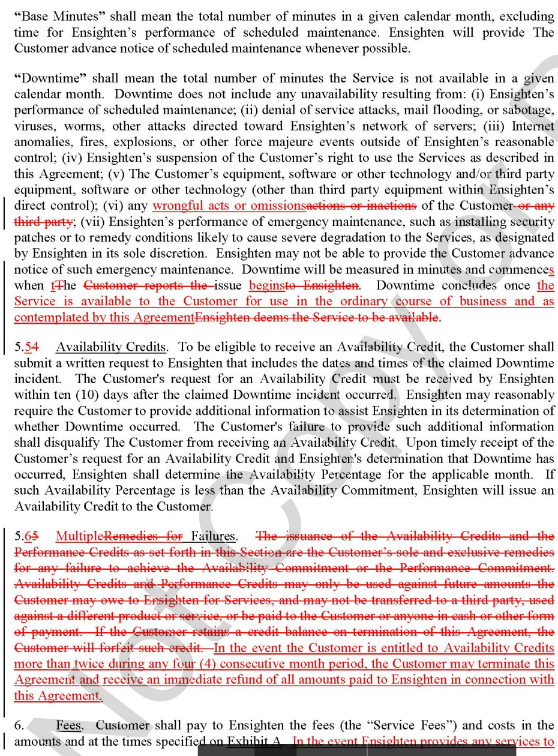 “Base Minutes” shall mean the total number of minutes in a given calendar month, excluding
time for Ensighten’s performance of scheduled maintenance. Ensighten will provide The
Customer advance notice of scheduled maintenance whenever possible.
“Downtime” shall mean the total number of minutes the Service is not available in a given
calendar month. Downtime does not include any unavailability resulting from: (i) Ensighten’s
performance of scheduled maintenance; (ii) denial of service attacks, mail flooding, or sabotage,
viruses, worms, other attacks directed toward Ensighten’s network of servers; (iii) Internet
anomalies, fires, explosions, or other force majeure events outside of Ensighten’s reasonable
control; (iv) Ensighten’s suspension of the Customer’s right to use the Services as described in
this Agreement; (v) The Customer’s equipment, software or other technology and/or third party
equipment, software or other technology (other than third party equipment within Ensighten’s
direct control); (vi) any wrongful acts or omissionsactions or inactions of the Customer or any
third party; (vii) Ensighten’s performance of emergency maintenance, such as installing security
patches or to remedy conditions likely to cause severe degradation to the Services, as designated
by Ensighten in its sole discretion. Ensighten may not be able to provide the Customer advance
notice of such emergency maintenance. Downtime will be measured in minutes and commences
when tThe Customer reports the issue beginsto Ensighten. Downtime concludes once the
Service is available to the Customer for use in the ordinary course of business and as
contemplated by this AgreementEnsighten deems the Service to be available.
5.54 Availability Credits. To be eligible to receive an Availability Credit, the Customer shall
submit a written request to Ensighten that includes the dates and times of the claimed Downtime
incident. The Customer's request for an Availability Credit must be received by Ensighten
within ten (10) days after the claimed Downtime incident occurred. Ensighten may reasonably
require the Customer to provide additional information to assist Ensighten in its determination of
whether Downtime occurred. The Customer's failure to provide such additional information
shall disqualify The Customer from receiving an Availability Credit. Upon timely receipt of the
Customer’s request for an Availability Credit and Ensighten's determination that Downtime has
occurred, Ensighten shall determine the Availability Percentage for the applicable month. If
such Availability Percentage is less than the Availability Commitment, Ensighten will issue an
Availability Credit to the Customer.
5.65 MultipleRemedies for Failures. The issuance of the Availability Credits and the
Performance Credits as set forth in this Section are the Customer’s sole and exclusive remedies
for any failure to achieve the Availability Commitment or the Performance Commitment.
Availability Credits and Performance Credits may only be used against future amounts the
Customer may owe to Ensighten for Services, and may not be transferred to a third party, used
against a different product or service, or be paid to the Customer or anyone in cash or other form
of payment. If the Customer retains a credit balance on termination of this Agreement, the
Customer will forfeit such credit. In the event the Customer is entitled to Availability Credits
more than twice during any four (4) consecutive month period, the Customer may terminate this
Agreement and receive an immediate refund of all amounts paid to Ensighten in connection with
this Agreement.
6. Fees. Customer shall pay to Ensighten the fees (the “Service Fees”) and costs in the
amounts and at the times specified on Exhibit A. In the event Ensighten provides any services to
Not Copy or